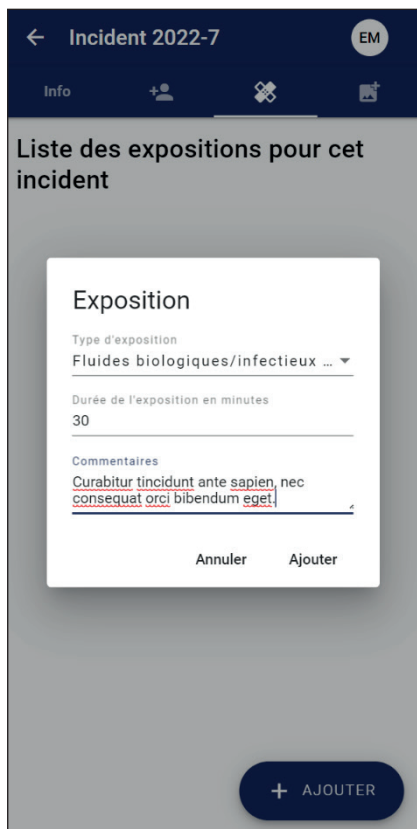 Incident 2022-7
EM
Info
Liste des expositions pour cet
incident
Exposition
Type d'exposition
Fluides biologiques/infectieux ...
Durée de l'exposition en minutes
30
Commentaires
Curabitur tincidunt ante sapien, nec
consequat orci bibendum eget.
Annuler Ajouter
+ AJOUTER